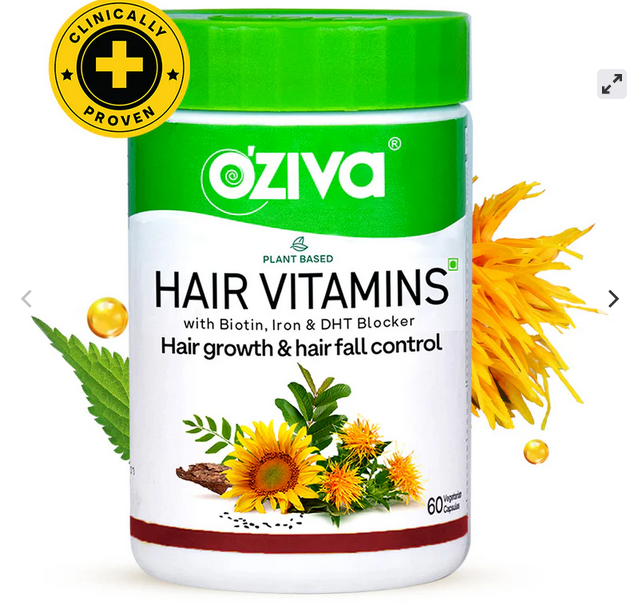 CLINICALLY
PROVEN
O'ZIVA®
PLANT BASED
HAIR VITAMINS
with Biotin, Iron & DHT Blocker
Hair growth & hair fall control
60 Vegetarian
Capsules